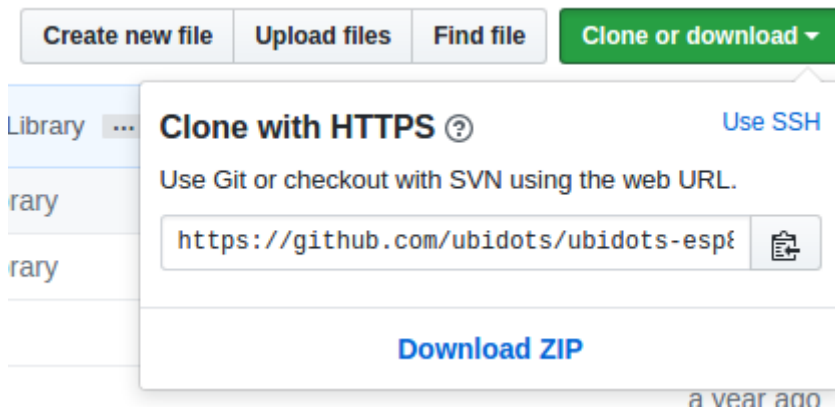 Create new file Upload files Find file Clone or download
Library ...
Clone with HTTPS ? Use SSH
Use Git or checkout with SVN using the web URL.
rary
https://github.com/ubidots/ubidots-esp8
rary
Download ZIP
a year ago